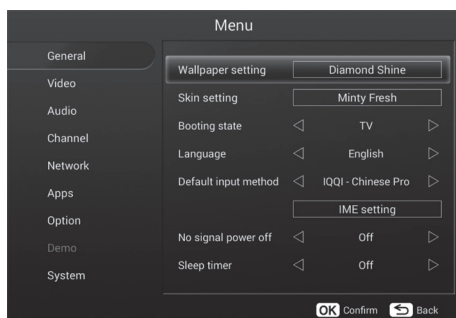 Menu
General
Video
Audio
Channel
Network
Apps
Option
Demo
System
Wallpaper setting Diamond Shine
Skin setting Minty Fresh
Booting state TV
Language English
Default input method IQQI - Chinese Pro
IME setting
No signal power off Off
Sleep timer Off
OK Confirm Back